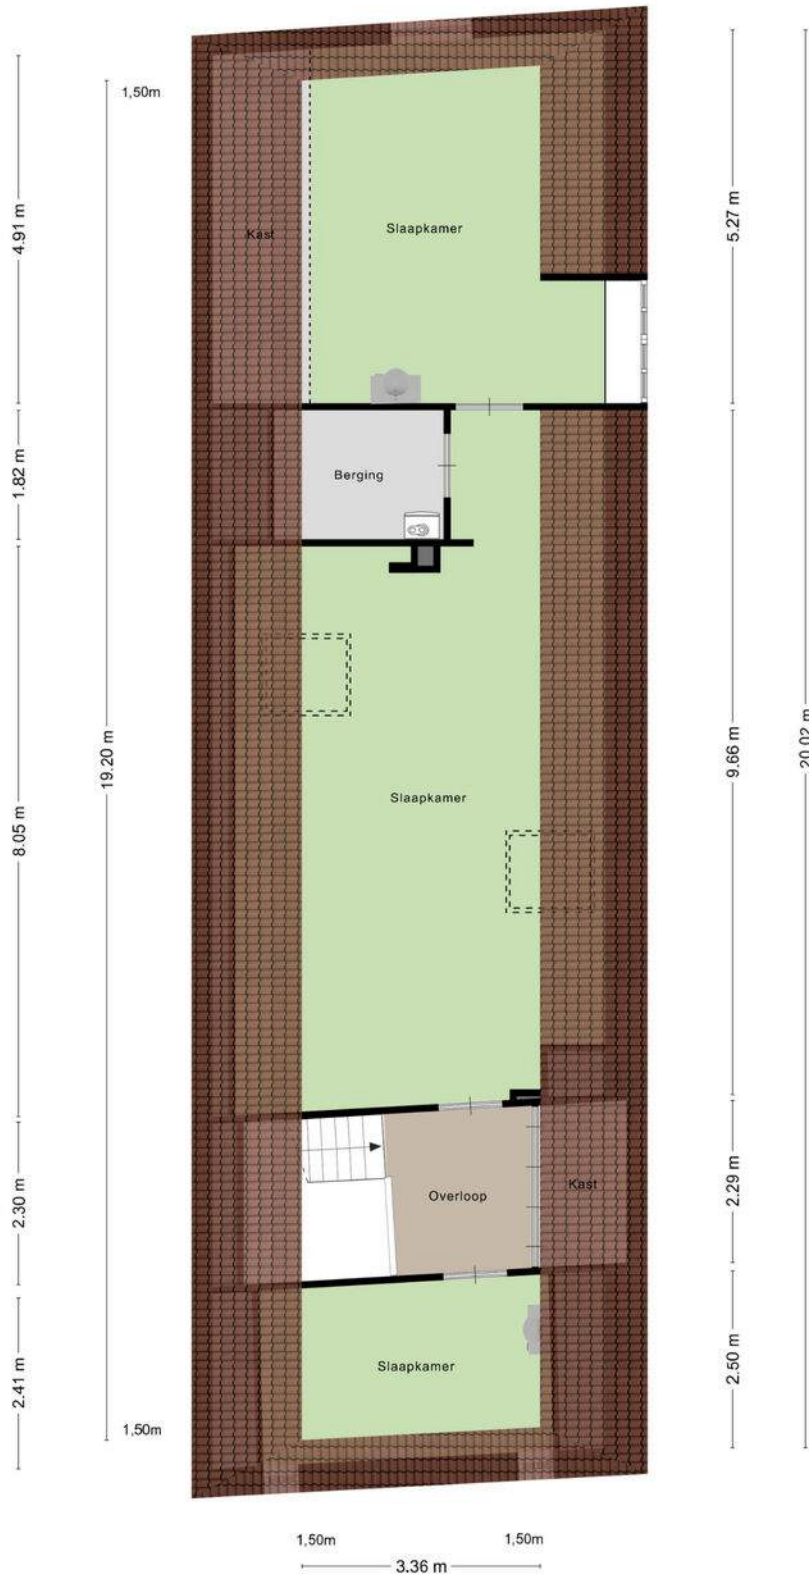 1,50m
4.91 m
5.27 m
Slaapkamer
Kast
1.82 m
Berging
19.20 m
9.66 m
20.02 m
8.05 m
Slaapkamer
2.30 m
2.29 m
Kast
Overloop
2.41 m
2.50 m
Slaapkamer
1,50m
1,50m
1,50m
3.36 m